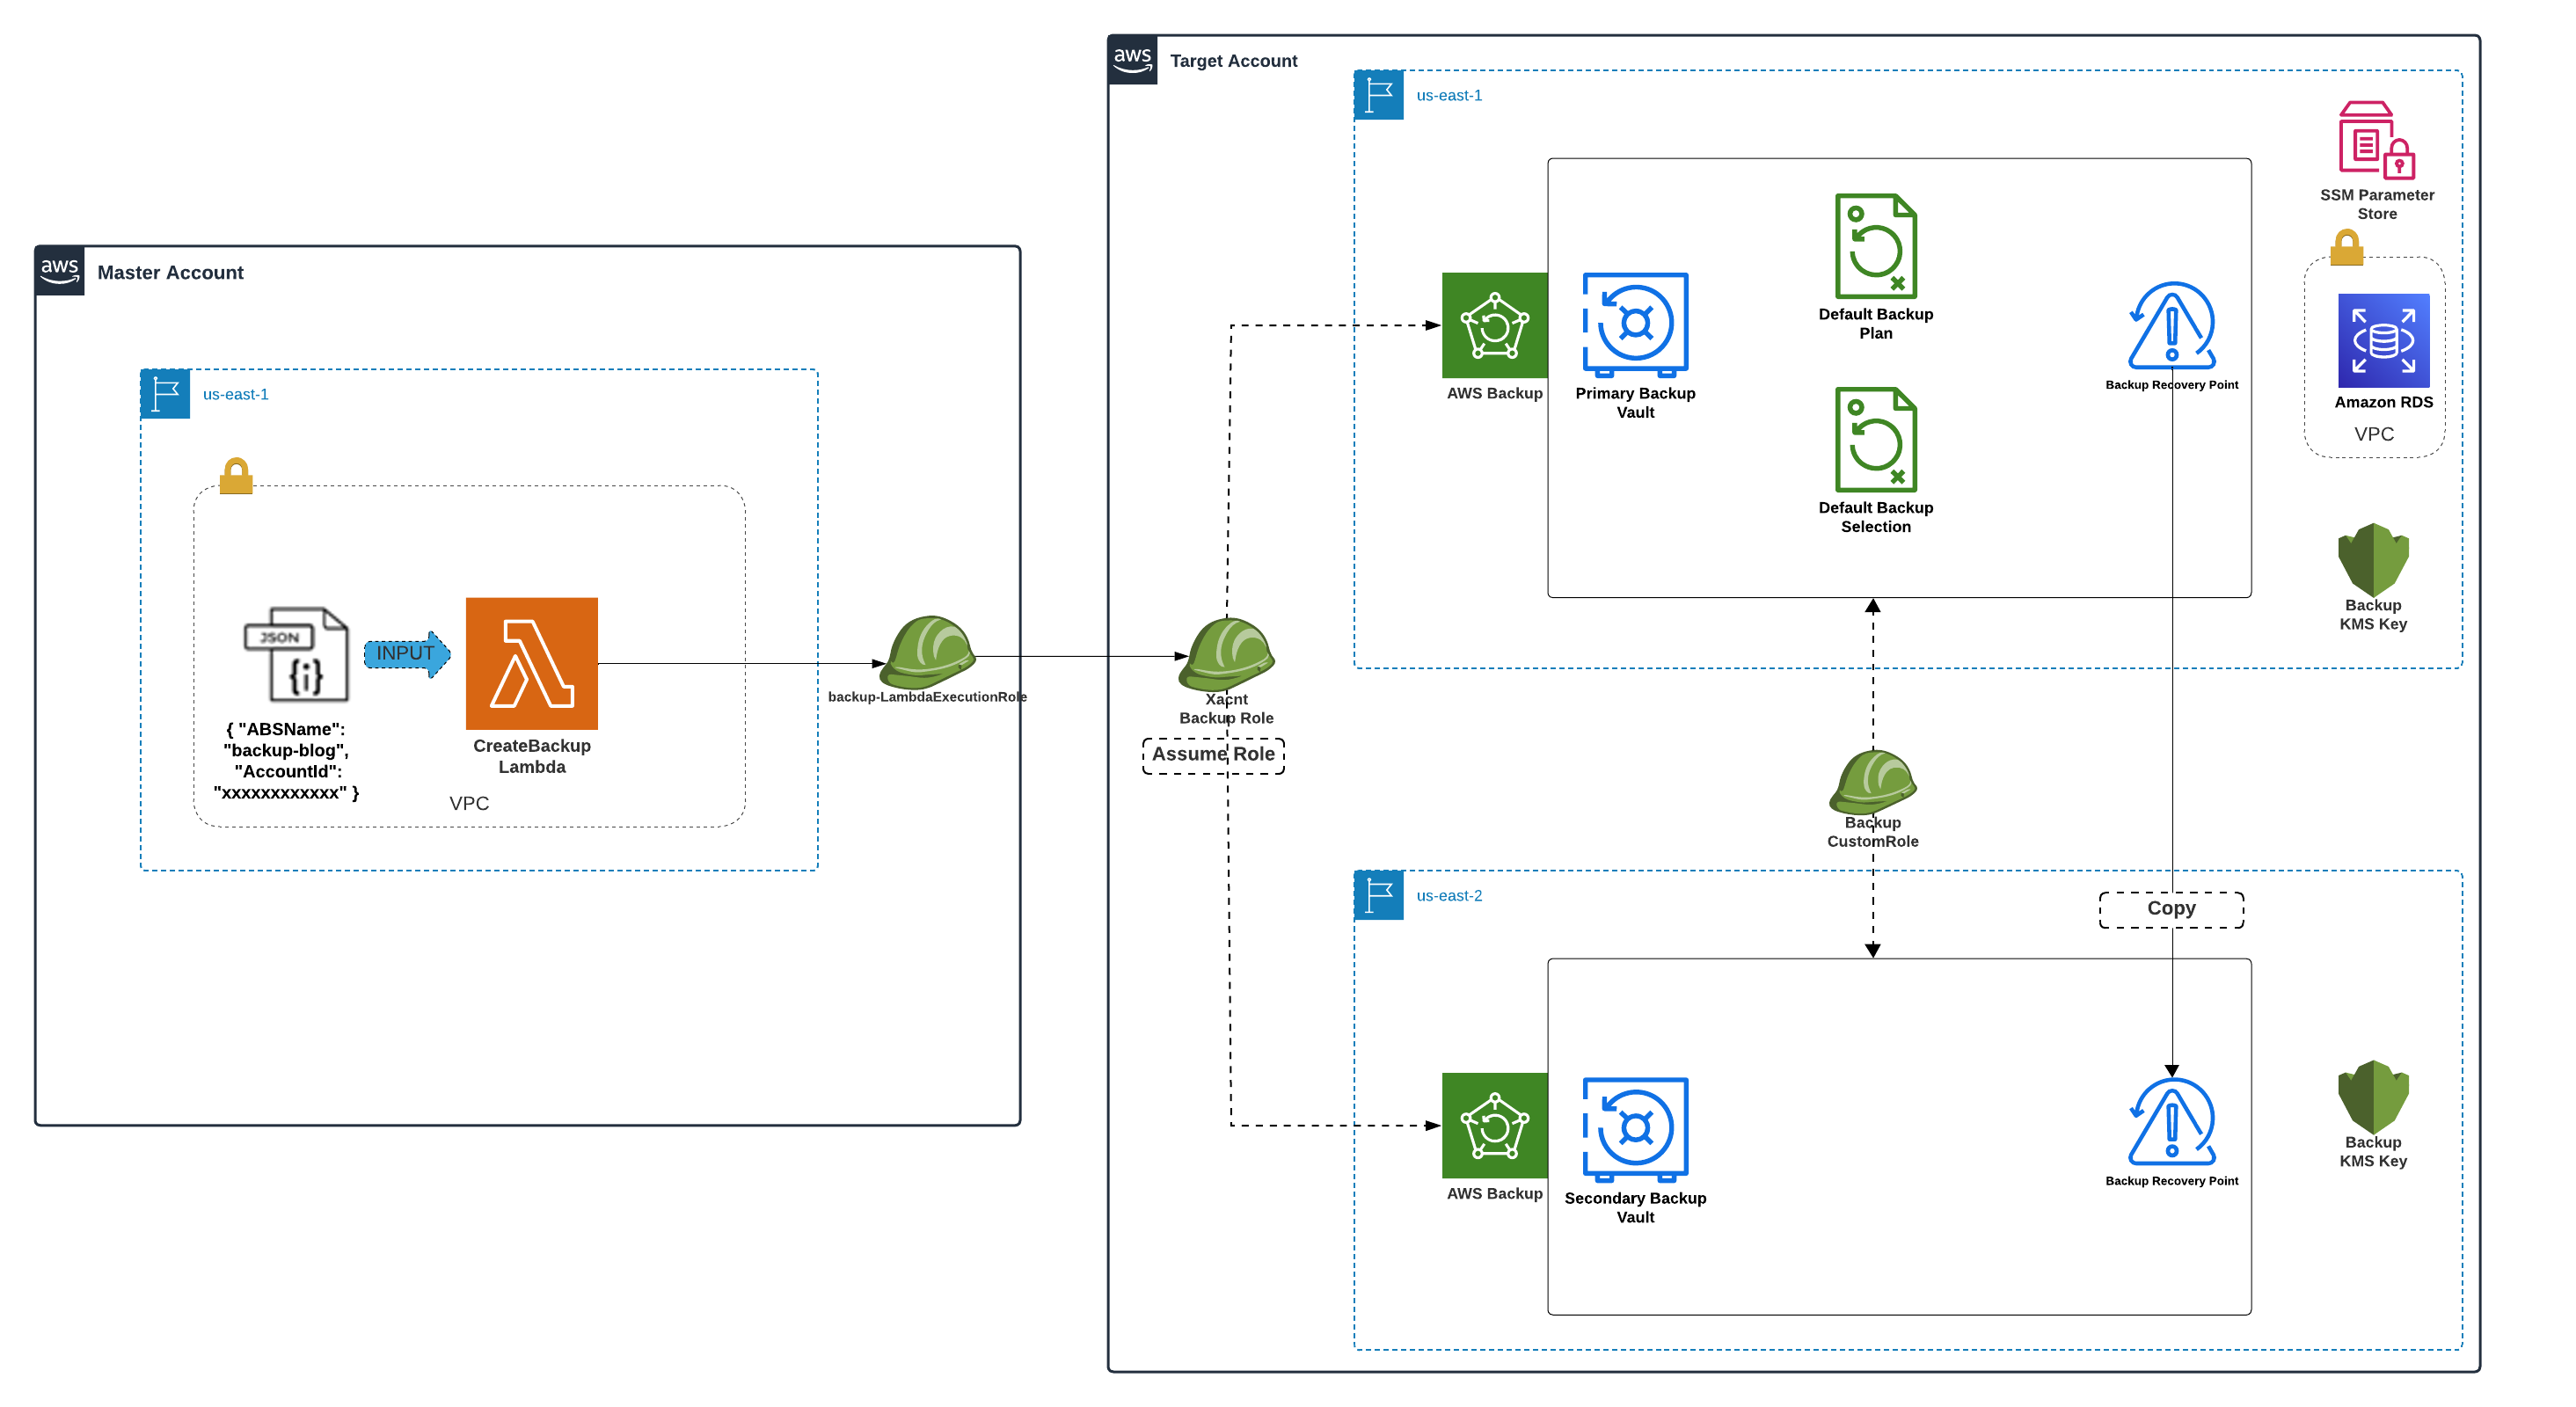 aws
Master Account
us-east-1
JSON
{i}
INPUT
{ "ABSName":
"backup-blog",
"AccountId":
"xxxxxxxxxxxx" }
CreateBackup
Lambda
VPC
backup-LambdaExecutionRole
aws
Target Account
Xacnt
Backup Role
Assume Role
us-east-1
AWS Backup
Primary Backup
Vault
Default Backup
Plan
Default Backup
Selection
Backup Recovery Point
SSM Parameter
Store
Amazon RDS
VPC
Backup
KMS Key
Backup
CustomRole
us-east-2
Copy
AWS Backup
Secondary Backup
Vault
Backup Recovery Point
Backup
KMS Key